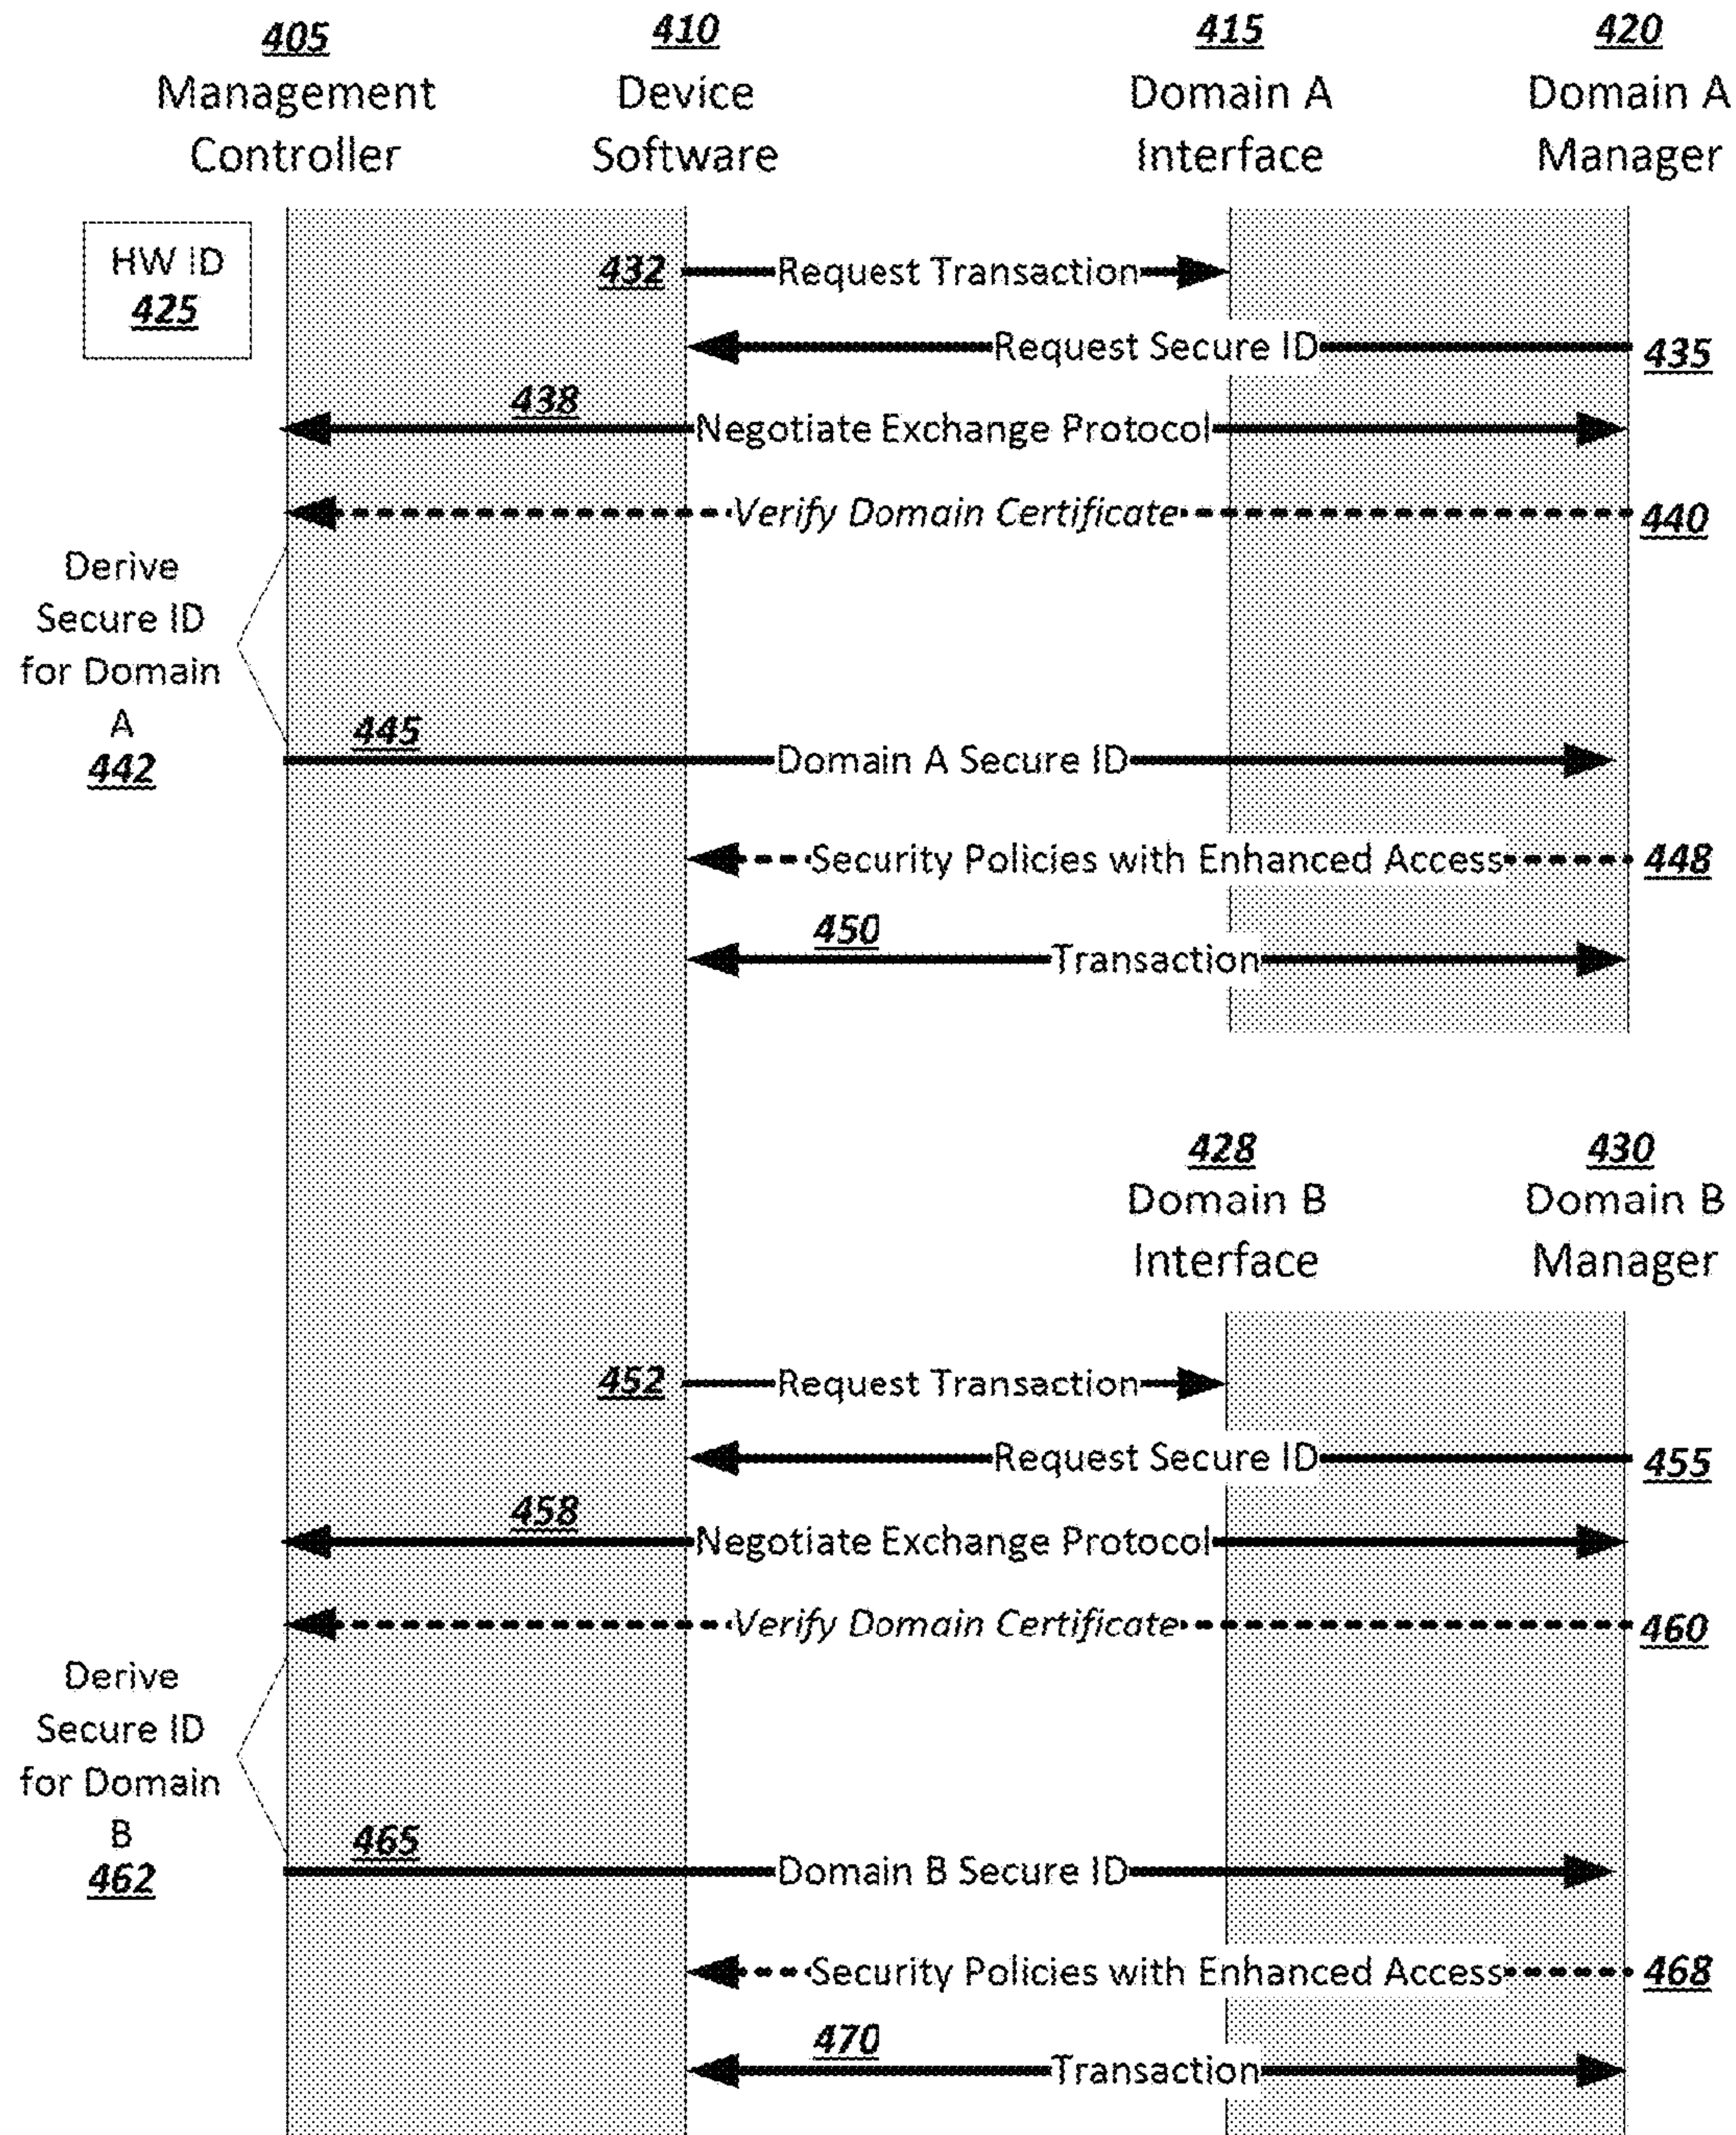 405 410 415 420
Management Device Domain A Domain A
Controller Software Interface Manager
HW ID
425
432 Request Transaction
Request Secure ID 435
438
Negotiate Exchange Protocol
Verify Domain Certificate 440
Derive
Secure ID
for Domain
A
442
445
Domain A Secure ID
Security Policies with Enhanced Access 448
450
Transaction
428 430
Domain B Domain B
Interface Manager
452 Request Transaction
Request Secure ID 455
458
Negotiate Exchange Protocol
Verify Domain Certificate 460
Derive
Secure ID
for Domain
B
462
465
Domain B Secure ID
Security Policies with Enhanced Access 468
470
Transaction